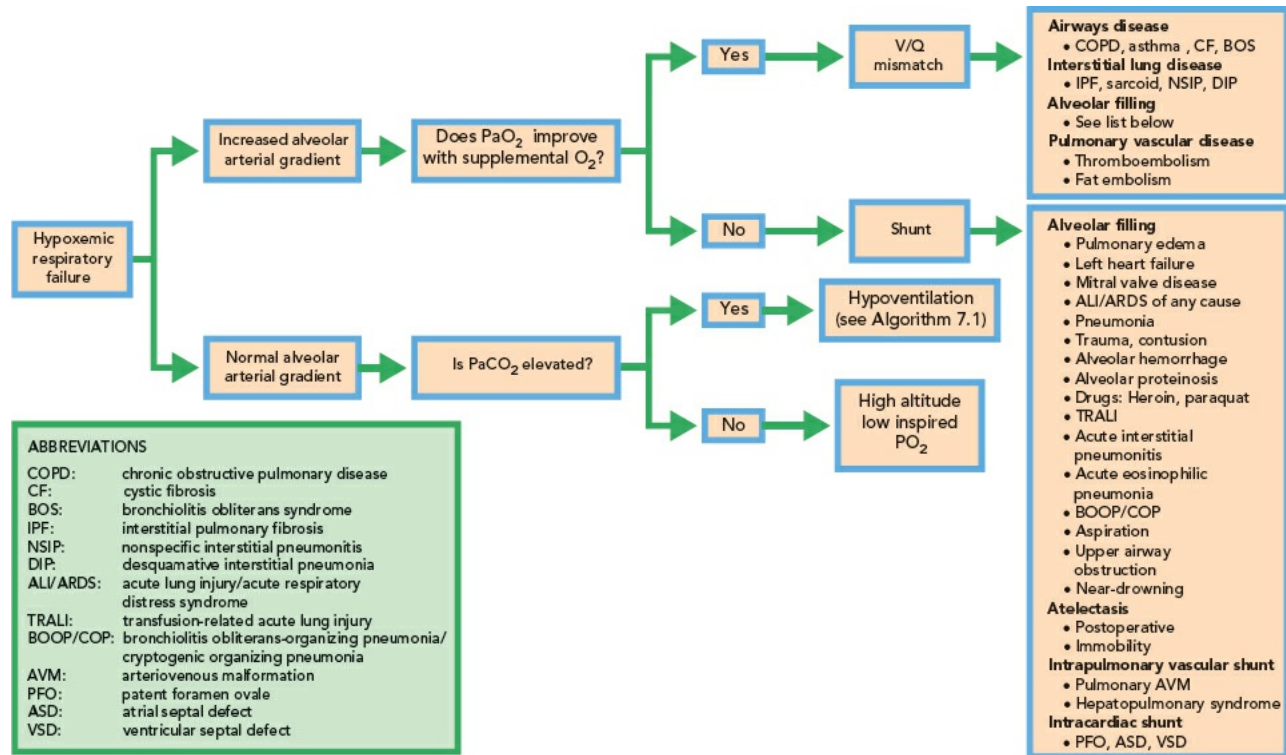 Hypoxemic
respiratory
failure
Increased alveolar
arterial gradient
Does PaO₂ improve
with supplemental O₂?
Yes
V/Q
mismatch
Airways disease
• COPD, asthma , CF, BOS
Interstitial lung disease
• IPF, sarcoid, NSIP, DIP
Alveolar filling
• See list below
Pulmonary vascular disease
• Thromboembolism
• Fat embolism
No
Shunt
Alveolar filling
• Pulmonary edema
• Left heart failure
• Mitral valve disease
• ALI/ARDS of any cause
• Pneumonia
• Trauma, contusion
• Alveolar hemorrhage
• Alveolar proteinosis
• Drugs: Heroin, paraquat
• TRALI
• Acute interstitial
pneumonitis
• Acute eosinophilic
pneumonia
• BOOP/COP
• Aspiration
• Upper airway
obstruction
• Near-drowning
Atelectasis
• Postoperative
• Immobility
Intrapulmonary vascular shunt
• Pulmonary AVM
• Hepatopulmonary syndrome
Intracardiac shunt
• PFO, ASD, VSD
Normal alveolar
arterial gradient
Is PaCO₂ elevated?
Yes
Hypoventilation
(see Algorithm 7.1)
No
High altitude
low inspired
PO₂
ABBREVIATIONS
COPD: chronic obstructive pulmonary disease
CF: cystic fibrosis
BOS: bronchiolitis obliterans syndrome
IPF: interstitial pulmonary fibrosis
NSIP: nonspecific interstitial pneumonitis
DIP: desquamative interstitial pneumonia
ALI/ARDS: acute lung injury/acute respiratory
distress syndrome
TRALI: transfusion-related acute lung injury
BOOP/COP: bronchiolitis obliterans-organizing pneumonia/
cryptogenic organizing pneumonia
AVM: arteriovenous malformation
PFO: patent foramen ovale
ASD: atrial septal defect
VSD: ventricular septal defect